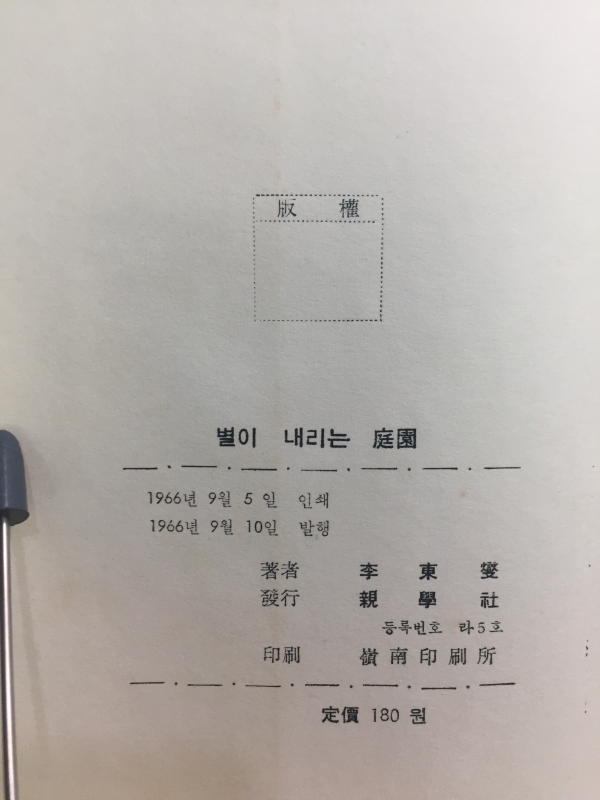 版 權
별이 내리는 庭園
1966년 9월 5일 인쇄
1966년 9월 10일 발행
著者 李東燮
發行 親學社
등록번호 라5호
印刷 嶺南印刷所
定價 180 원